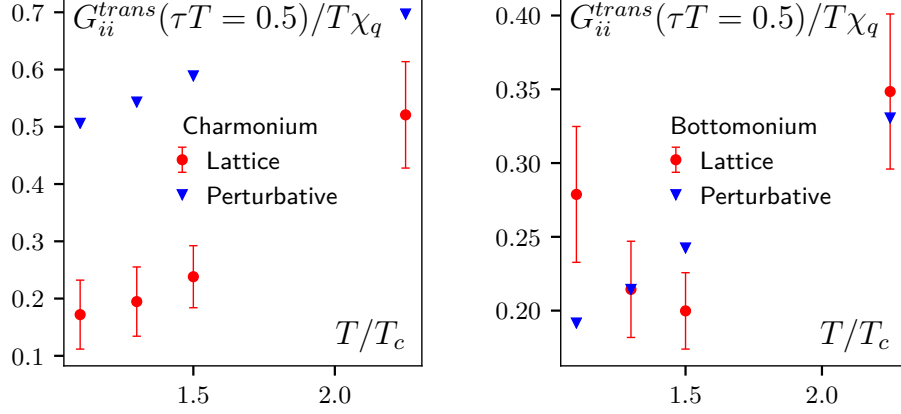 G_{ii}^{trans}(τT = 0.5)/Tχ_q
0.7
0.6
0.5
0.4
0.3
0.2
0.1
Charmonium
Lattice
Perturbative
T/T_c
1.5 2.0
G_{ii}^{trans}(τT = 0.5)/Tχ_q
0.40
0.35
0.30
0.25
0.20
Bottomonium
Lattice
Perturbative
T/T_c
1.5 2.0